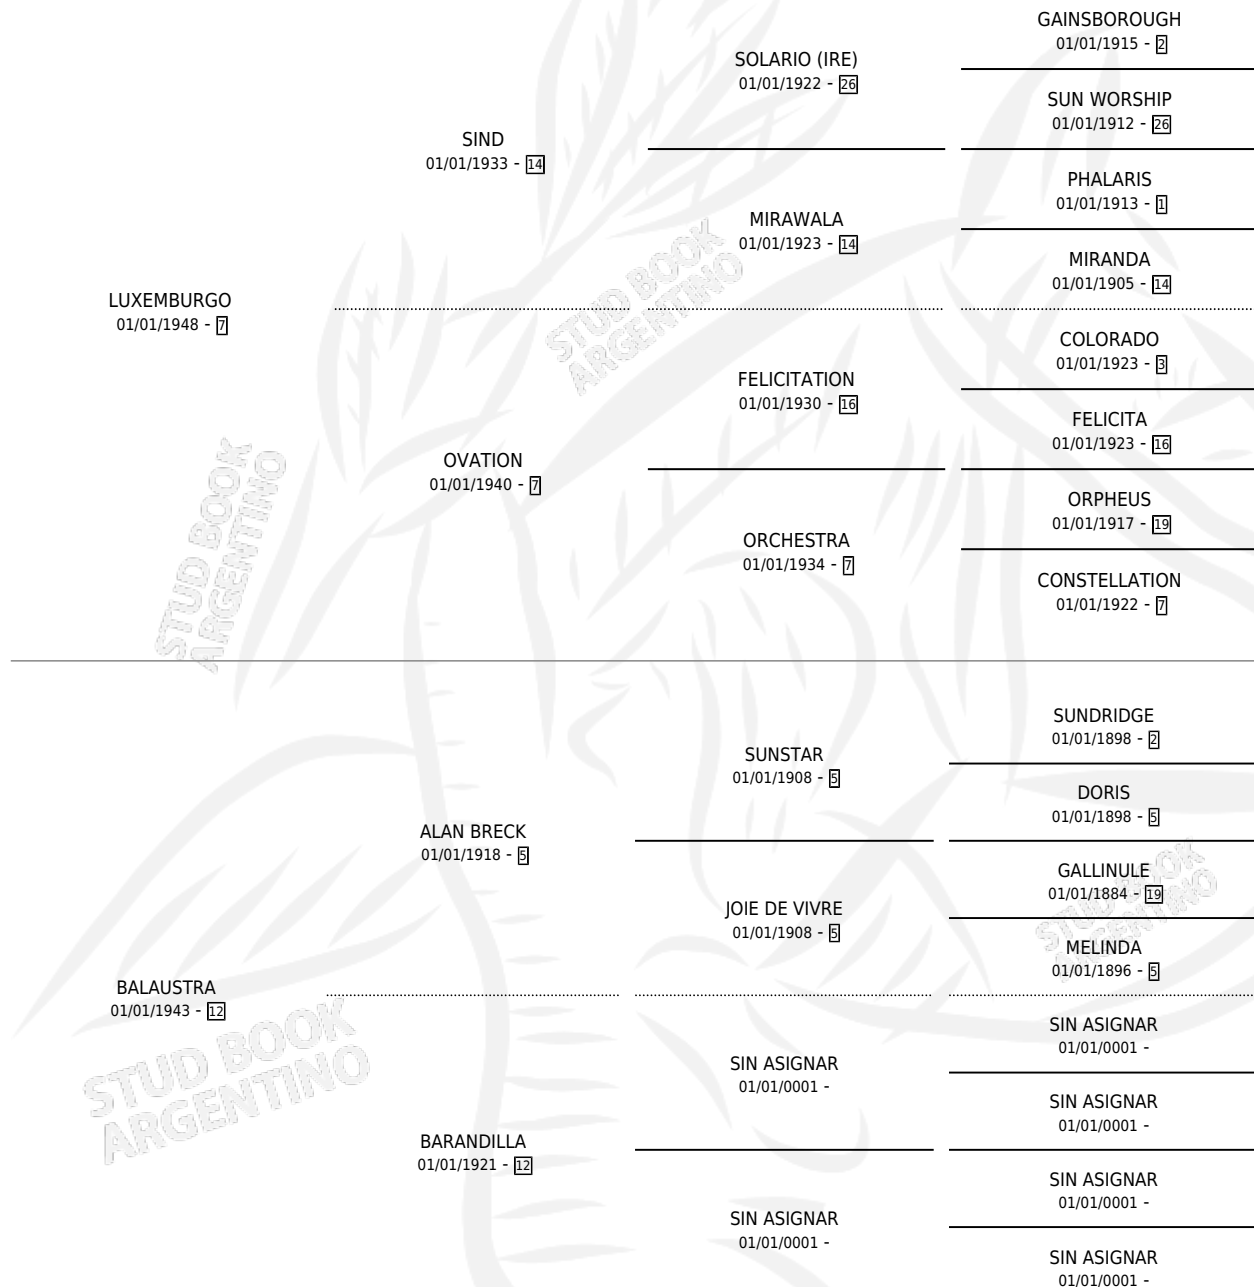 GAINSBOROUGH
01/01/1915 - 2
SOLARIO (IRE)
01/01/1922 - 26
SUN WORSHIP
01/01/1912 - 26
SIND
01/01/1933 - 14
PHALARIS
01/01/1913 - 1
MIRAWALA
01/01/1923 - 14
MIRANDA
01/01/1905 - 14
LUXEMBURGO
01/01/1948 - 7
COLORADO
01/01/1923 - 3
FELICITATION
01/01/1930 - 16
FELICITA
01/01/1923 - 16
OVATION
01/01/1940 - 7
ORPHEUS
01/01/1917 - 19
ORCHESTRA
01/01/1934 - 7
CONSTELLATION
01/01/1922 - 7
SUNDRIDGE
01/01/1898 - 2
SUNSTAR
01/01/1908 - 5
DORIS
01/01/1898 - 5
ALAN BRECK
01/01/1918 - 5
GALLINULE
01/01/1884 - 19
JOIE DE VIVRE
01/01/1908 - 5
MELINDA
01/01/1896 - 5
BALAUSTRA
01/01/1943 - 12
SIN ASIGNAR
01/01/0001 -
SIN ASIGNAR
01/01/0001 -
SIN ASIGNAR
01/01/0001 -
BARANDILLA
01/01/1921 - 12
SIN ASIGNAR
01/01/0001 -
SIN ASIGNAR
01/01/0001 -
SIN ASIGNAR
01/01/0001 -
STUD BOOK
ARGENTINO
STUD BOOK
ARGENTINO
STUD BOOK
ARGENTINO
STUD BOOK
ARGENTINO